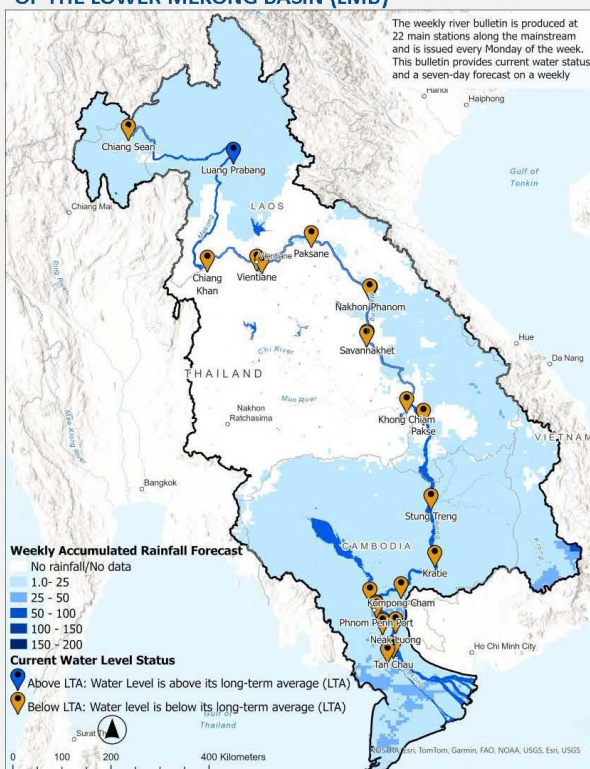 OF THE LOWER MEKONG BASIN (LMB)
The weekly river bulletin is produced at
22 main stations along the mainstream
and is issued every Monday of the week.
This bulletin provides current water status
and a seven-day forecast on a weekly
Hanoi
Haiphong
Gulf of
Tonkin
Chiang Sean
Luang Prabang
Chiang Mai
LAOS
Mekong
Ping River
Chiang
Khan
Vientiane
Vientiane
Paksane
Nakhon Phanom
Savannakhet
Hue
Da Nang
Chi River
THAILAND
Mun River
Nakhon
Ratchasima
Khong Chiam
Pakse
VIETNAM
Mae Klong River
Bangkok
Stung Treng
CAMBODIA
Kratie
Kompong-Cham
Phnom Penh Port
Neak Luong
Tan Chau
Ho Chi Minh City
Weekly Accumulated Rainfall Forecast
No rainfall/No data
1.0- 25
25 - 50
50 - 100
100 - 150
150 - 200
Current Water Level Status
Above LTA: Water Level is above its long-term average (LTA)
Below LTA: Water level is below its long-term average (LTA)
Gulf of
Thailand
Surat Th
0 100 200 400 Kilometers
Esri, TomTom, Garmin, FAO, NOAA, USGS, Esri, USGS